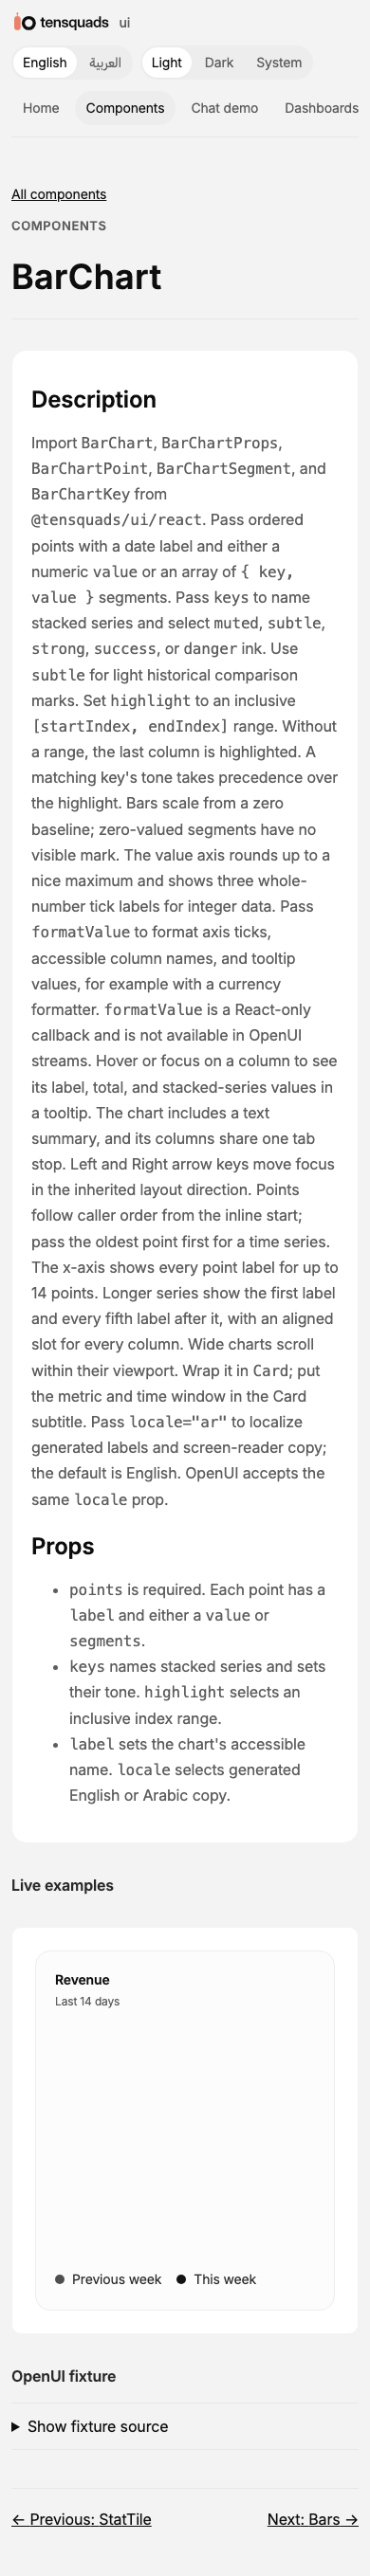 tensquads ui
English العربية Light Dark System
Home Components Chat demo Dashboards
All components
COMPONENTS
BarChart
Description
Import BarChart, BarChartProps,
BarChartPoint, BarChartSegment, and
BarChartKey from
@tensquads/ui/react. Pass ordered
points with a date label and either a
numeric value or an array of { key,
value } segments. Pass keys to name
stacked series and select muted, subtle,
strong, success, or danger ink. Use
subtle for light historical comparison
marks. Set highlight to an inclusive
[startIndex, endIndex] range. Without
a range, the last column is highlighted. A
matching key's tone takes precedence over
the highlight. Bars scale from a zero
baseline; zero-valued segments have no
visible mark. The value axis rounds up to a
nice maximum and shows three whole-
number tick labels for integer data. Pass
formatValue to format axis ticks,
accessible column names, and tooltip
values, for example with a currency
formatter. formatValue is a React-only
callback and is not available in OpenUI
streams. Hover or focus on a column to see
its label, total, and stacked-series values in
a tooltip. The chart includes a text
summary, and its columns share one tab
stop. Left and Right arrow keys move focus
in the inherited layout direction. Points
follow caller order from the inline start;
pass the oldest point first for a time series.
The x-axis shows every point label for up to
14 points. Longer series show the first label
and every fifth label after it, with an aligned
slot for every column. Wide charts scroll
within their viewport. Wrap it in Card; put
the metric and time window in the Card
subtitle. Pass locale="ar" to localize
generated labels and screen-reader copy;
the default is English. OpenUI accepts the
same locale prop.
Props
• points is required. Each point has a
label and either a value or
segments.
• keys names stacked series and sets
their tone. highlight selects an
inclusive index range.
• label sets the chart's accessible
name. locale selects generated
English or Arabic copy.
Live examples
Revenue
Last 14 days
Previous week This week
OpenUI fixture
Show fixture source
← Previous: StatTile Next: Bars →